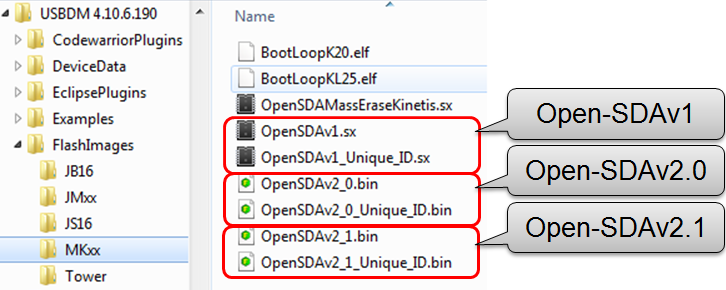 USBDM 4.10.6.190
CodewarriorPlugins
DeviceData
EclipsePlugins
Examples
FlashImages
JB16
JMxx
JS16
MKxx
Tower
Name
BootLoopK20.elf
BootLoopKL25.elf
OpenSDAMassEraseKinetis.sx
OpenSDAv1.sx
OpenSDAv1_Unique_ID.sx
OpenSDAv2_0.bin
OpenSDAv2_0_Unique_ID.bin
OpenSDAv2_1.bin
OpenSDAv2_1_Unique_ID.bin
Open-SDAv1
Open-SDAv2.0
Open-SDAv2.1